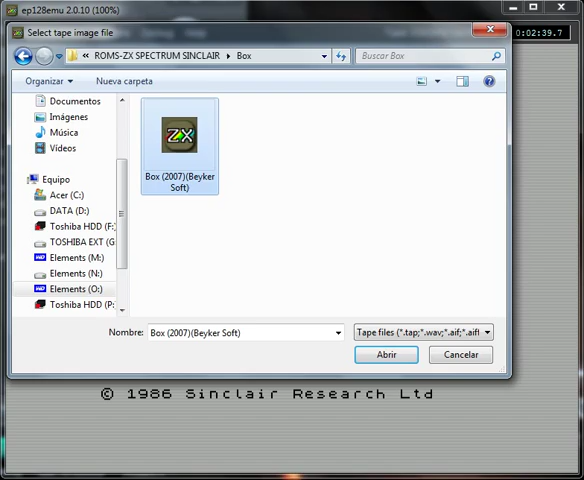 ep128emu 2.0.10 (100%)
Select tape image file
0:02:39.7
« ROMS-ZX SPECTRUM SINCLAIR
Box
Buscar Box
Organizar
Nueva carpeta
Documentos
Imágenes
Música
Vídeos
Equipo
Acer (C:)
DATA (D:)
Toshiba HDD (F:
TOSHIBA EXT (G
Elements (M:)
Elements (N:)
Elements (O:)
Toshiba HDD (P:
ZX
Box (2007)(Beyker
Soft)
Nombre:
Box (2007)(Beyker Soft)
Tape files (*.tap;*.wav;*.aif;*.aif
Abrir
Cancelar
© 1986 Sinclair Research Ltd